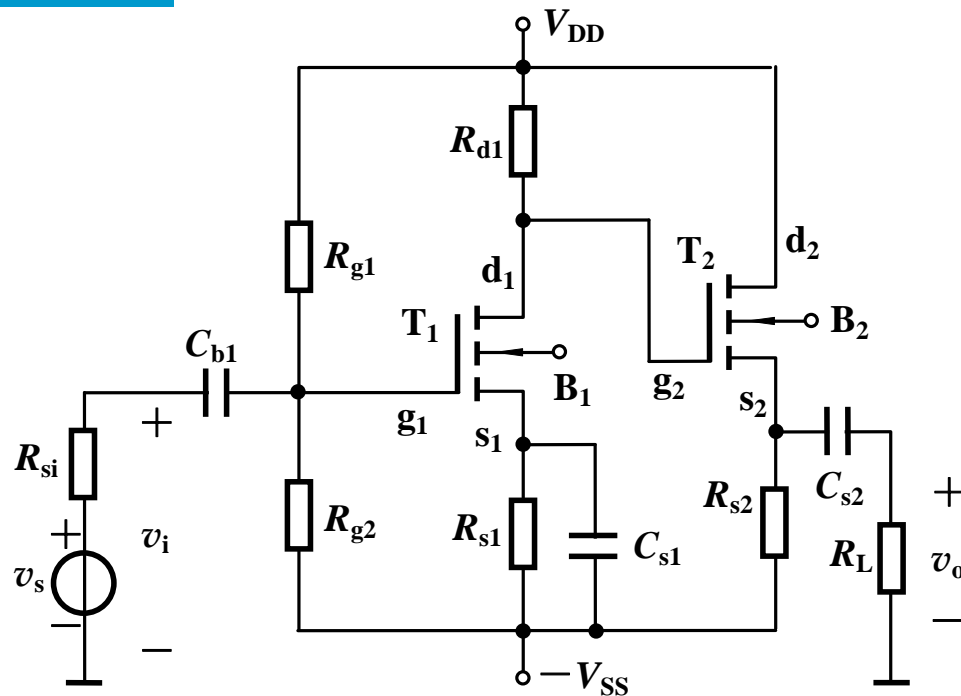 V_DD
R_d1
d_2
T_2
R_g1
d_1
T_1
B_2
C_b1
B_1
g_2
g_1
s_2
s_1
R_si
C_s2
+
+
R_s2
R_g2
R_s1
+
v_i
C_s1
R_L
v_o
v_s
−
−
−
−V_SS